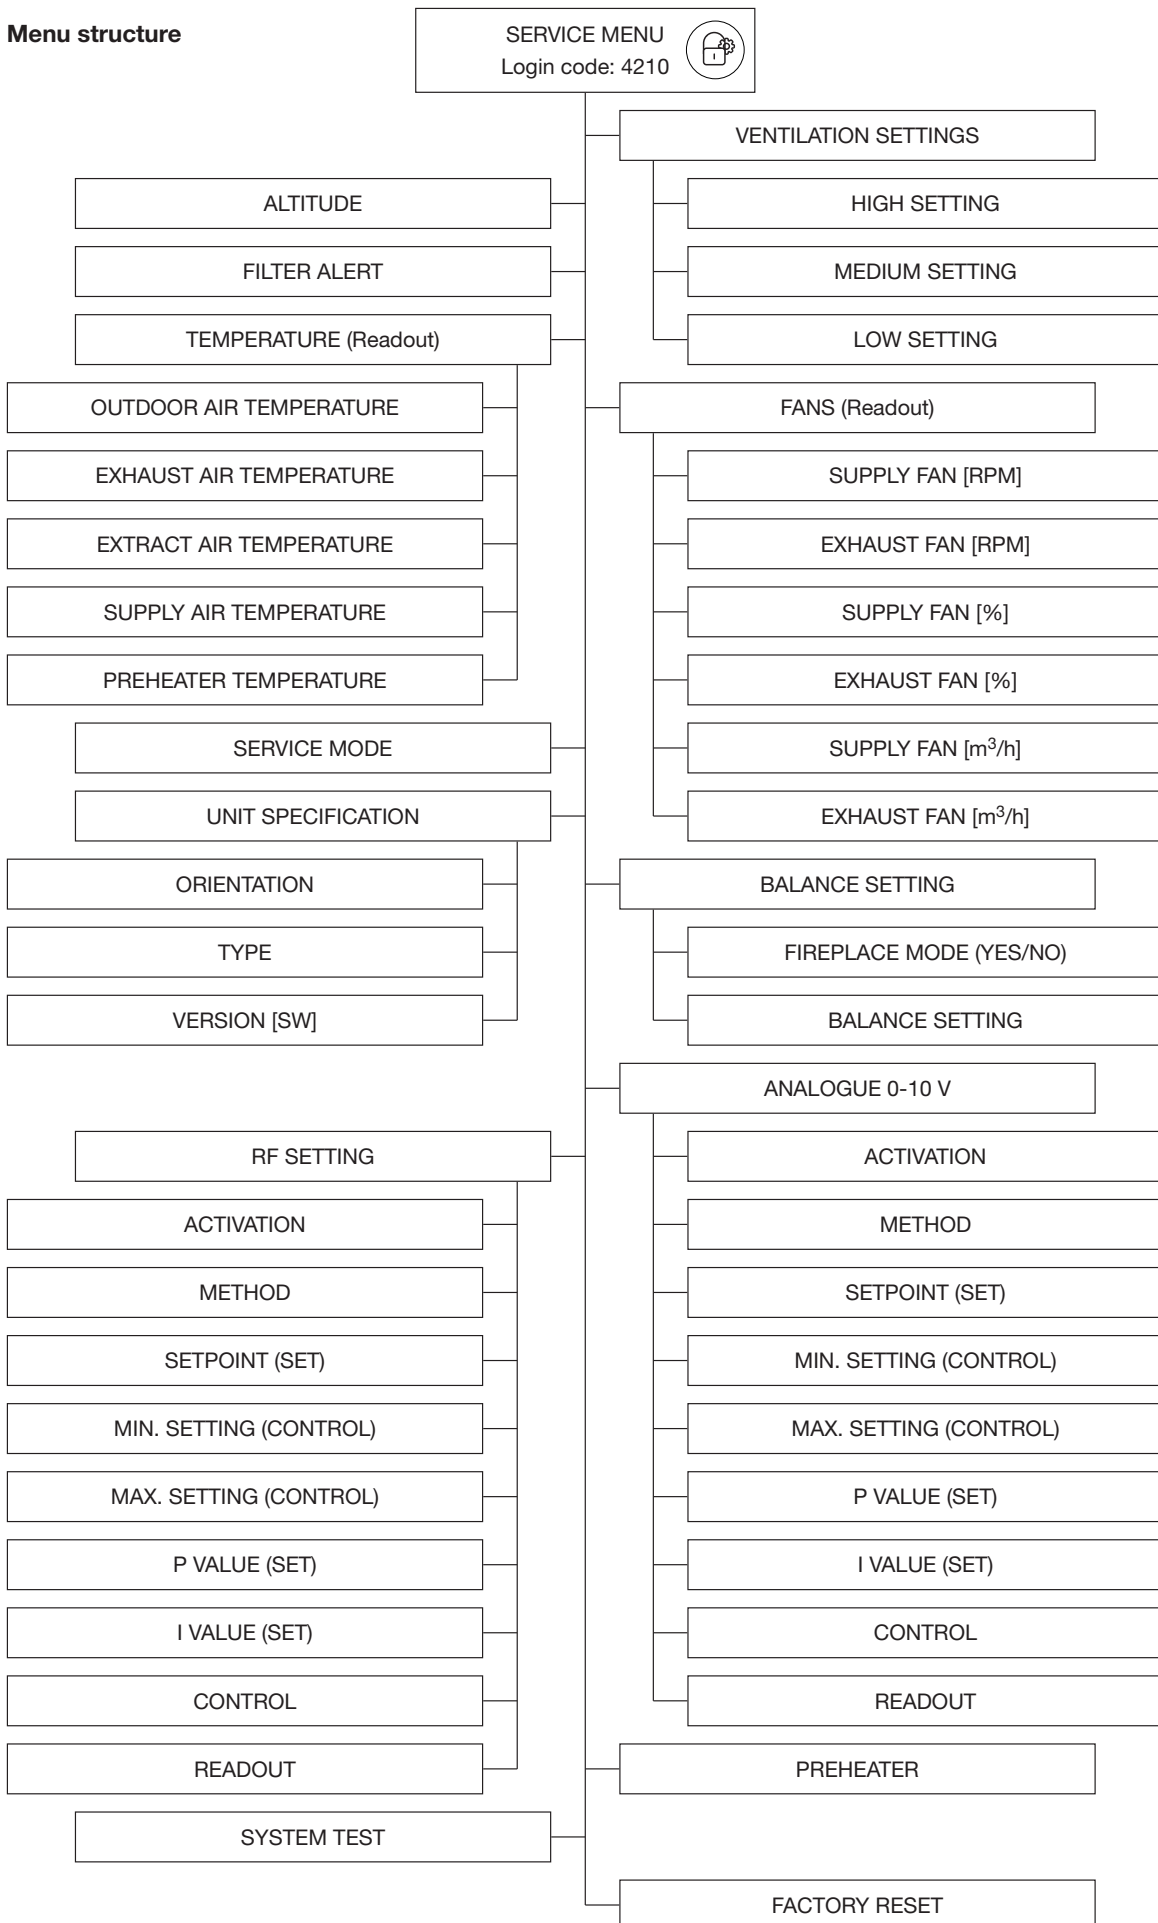 Menu structure
SERVICE MENU
Login code: 4210
VENTILATION SETTINGS
ALTITUDE
HIGH SETTING
FILTER ALERT
MEDIUM SETTING
TEMPERATURE (Readout)
LOW SETTING
OUTDOOR AIR TEMPERATURE
FANS (Readout)
EXHAUST AIR TEMPERATURE
SUPPLY FAN [RPM]
EXTRACT AIR TEMPERATURE
EXHAUST FAN [RPM]
SUPPLY AIR TEMPERATURE
SUPPLY FAN [%]
PREHEATER TEMPERATURE
EXHAUST FAN [%]
SERVICE MODE
SUPPLY FAN [m³/h]
UNIT SPECIFICATION
EXHAUST FAN [m³/h]
ORIENTATION
BALANCE SETTING
TYPE
FIREPLACE MODE (YES/NO)
VERSION [SW]
BALANCE SETTING
ANALOGUE 0-10 V
RF SETTING
ACTIVATION
ACTIVATION
METHOD
METHOD
SETPOINT (SET)
SETPOINT (SET)
MIN. SETTING (CONTROL)
MIN. SETTING (CONTROL)
MAX. SETTING (CONTROL)
MAX. SETTING (CONTROL)
P VALUE (SET)
P VALUE (SET)
I VALUE (SET)
I VALUE (SET)
CONTROL
CONTROL
READOUT
READOUT
PREHEATER
SYSTEM TEST
FACTORY RESET